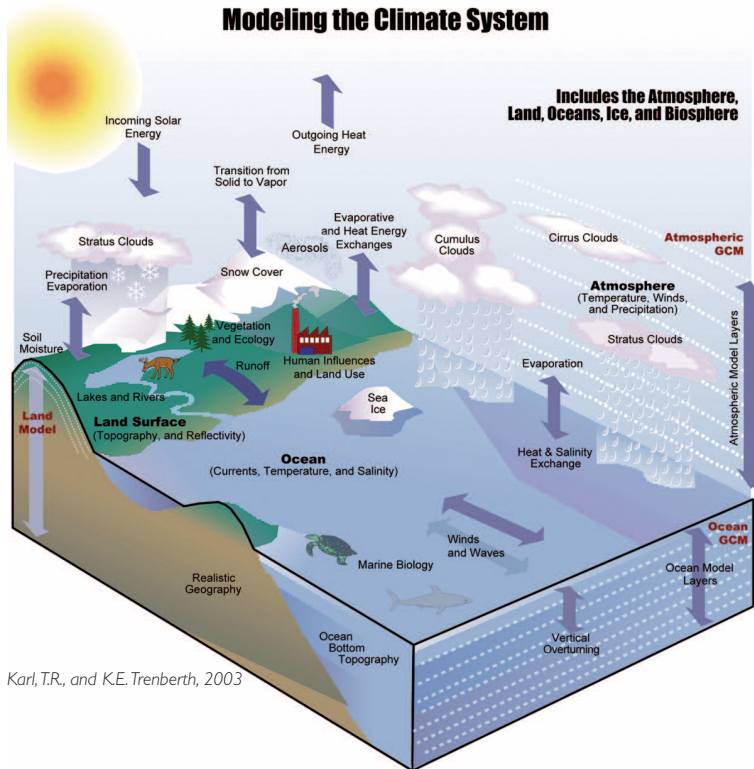 Modeling the Climate System
Includes the Atmosphere,
Land, Oceans, Ice, and Biosphere
Incoming Solar
Energy
Outgoing Heat
Energy
Transition from
Solid to Vapor
Stratus Clouds
Snow Cover
Aerosols
Evaporative
and Heat Energy
Exchanges
Cumulus
Clouds
Cirrus Clouds
Atmospheric
GCM
Precipitation
Evaporation
Atmosphere
(Temperature, Winds,
and Precipitation)
Soil
Moisture
Vegetation
and Ecology
Human Influences
and Land Use
Stratus Clouds
Atmospheric Model Layers
Runoff
Evaporation
Land
Model
Lakes and Rivers
Sea
Ice
Land Surface
(Topography, and Reflectivity)
Ocean
(Currents, Temperature, and Salinity)
Heat & Salinity
Exchange
Winds
and Waves
Ocean
GCM
Marine Biology
Ocean Model
Layers
Realistic
Geography
Ocean
Bottom
Topography
Vertical
Overturning
Karl, T.R., and K.E. Trenberth, 2003